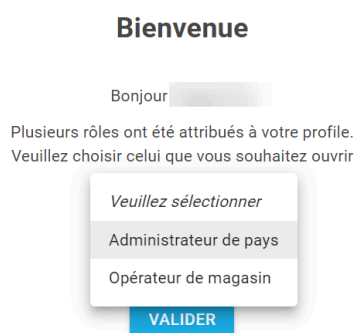 Bienvenue
Bonjour
Plusieurs rôles ont été attribués à votre profile.
Veuillez choisir celui que vous souhaitez ouvrir
Veuillez sélectionner
Administrateur de pays
Opérateur de magasin
VALIDER